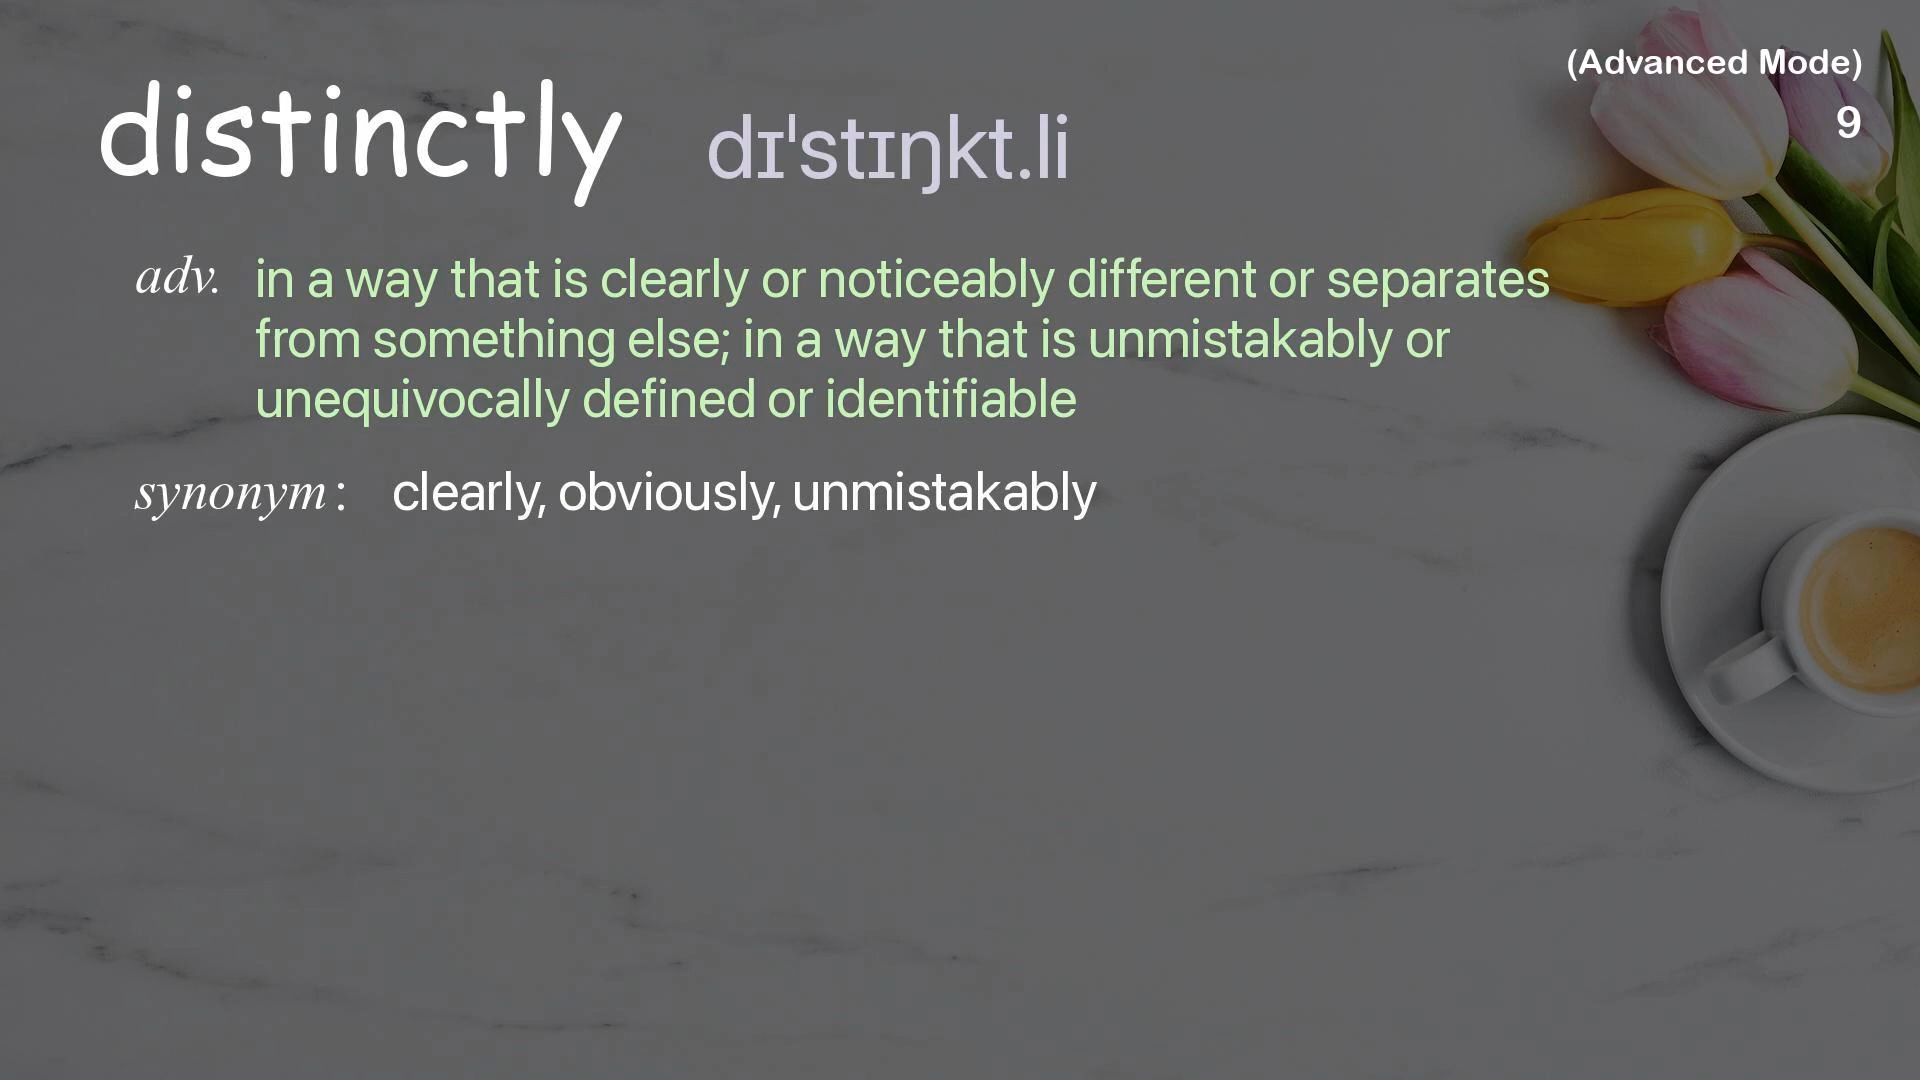 (Advanced Mode)
distinctly dɪˈstɪŋkt.li
9
adv. in a way that is clearly or noticeably different or separates
from something else; in a way that is unmistakably or
unequivocally defined or identifiable
synonym : clearly, obviously, unmistakably